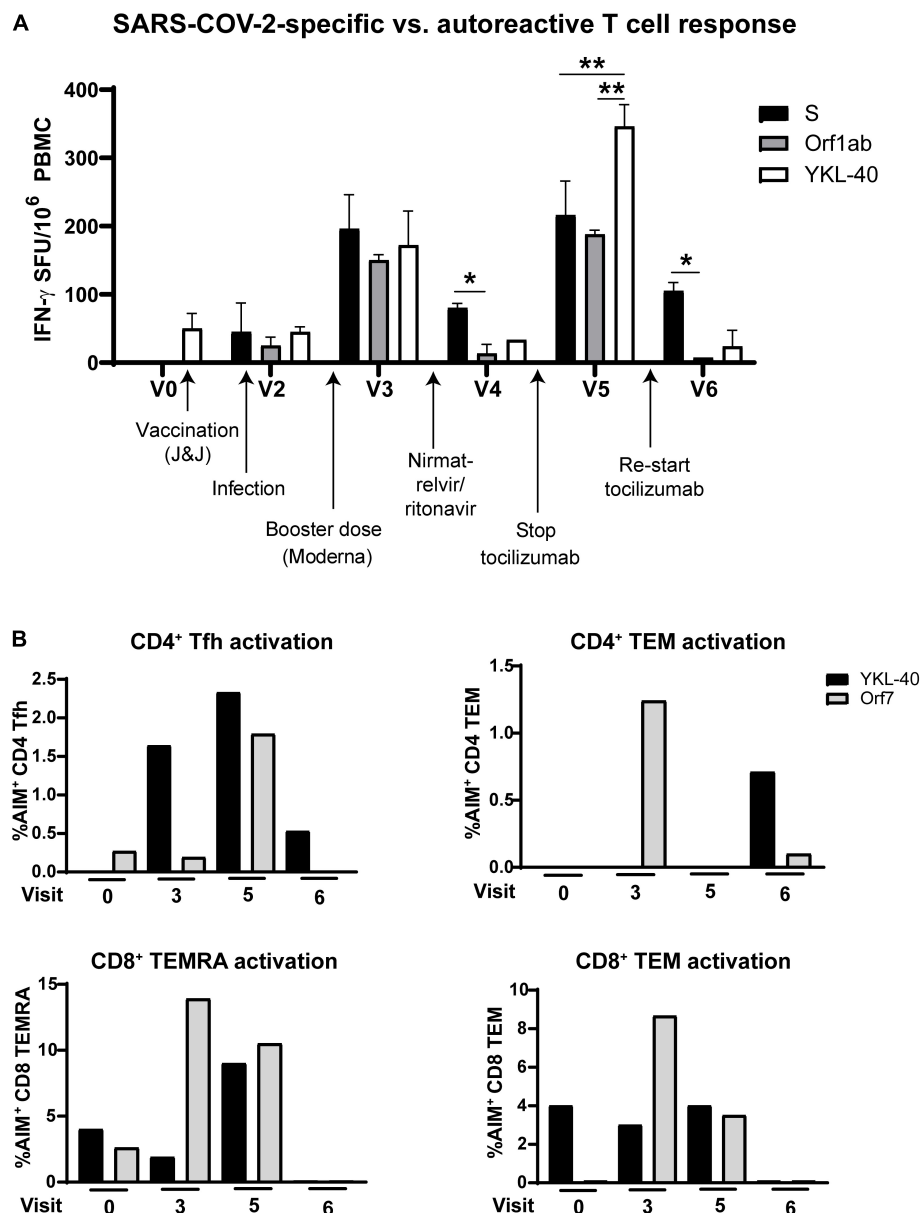 A
SARS-COV-2-specific vs. autoreactive T cell response
IFN-γ SFU/10⁶ PBMC
400
300
200
100
0
**
**
*
*
S
Orf1ab
YKL-40
V0
V2
V3
V4
V5
V6
Vaccination
(J&J)
Infection
Booster dose
(Moderna)
Nirmat-
relvir/
ritonavir
Stop
tocilizumab
Re-start
tocilizumab
B
CD4⁺ Tfh activation
%AIM⁺ CD4 Tfh
2.5
2.0
1.5
1.0
0.5
0.0
Visit
0
3
5
6
CD4⁺ TEM activation
%AIM⁺ CD4 TEM
1.5
1.0
0.5
0.0
Visit
0
3
5
6
YKL-40
Orf7
CD8⁺ TEMRA activation
%AIM⁺ CD8 TEMRA
15
10
5
0
Visit
0
3
5
6
CD8⁺ TEM activation
%AIM⁺ CD8 TEM
10
8
6
4
2
0
Visit
0
3
5
6